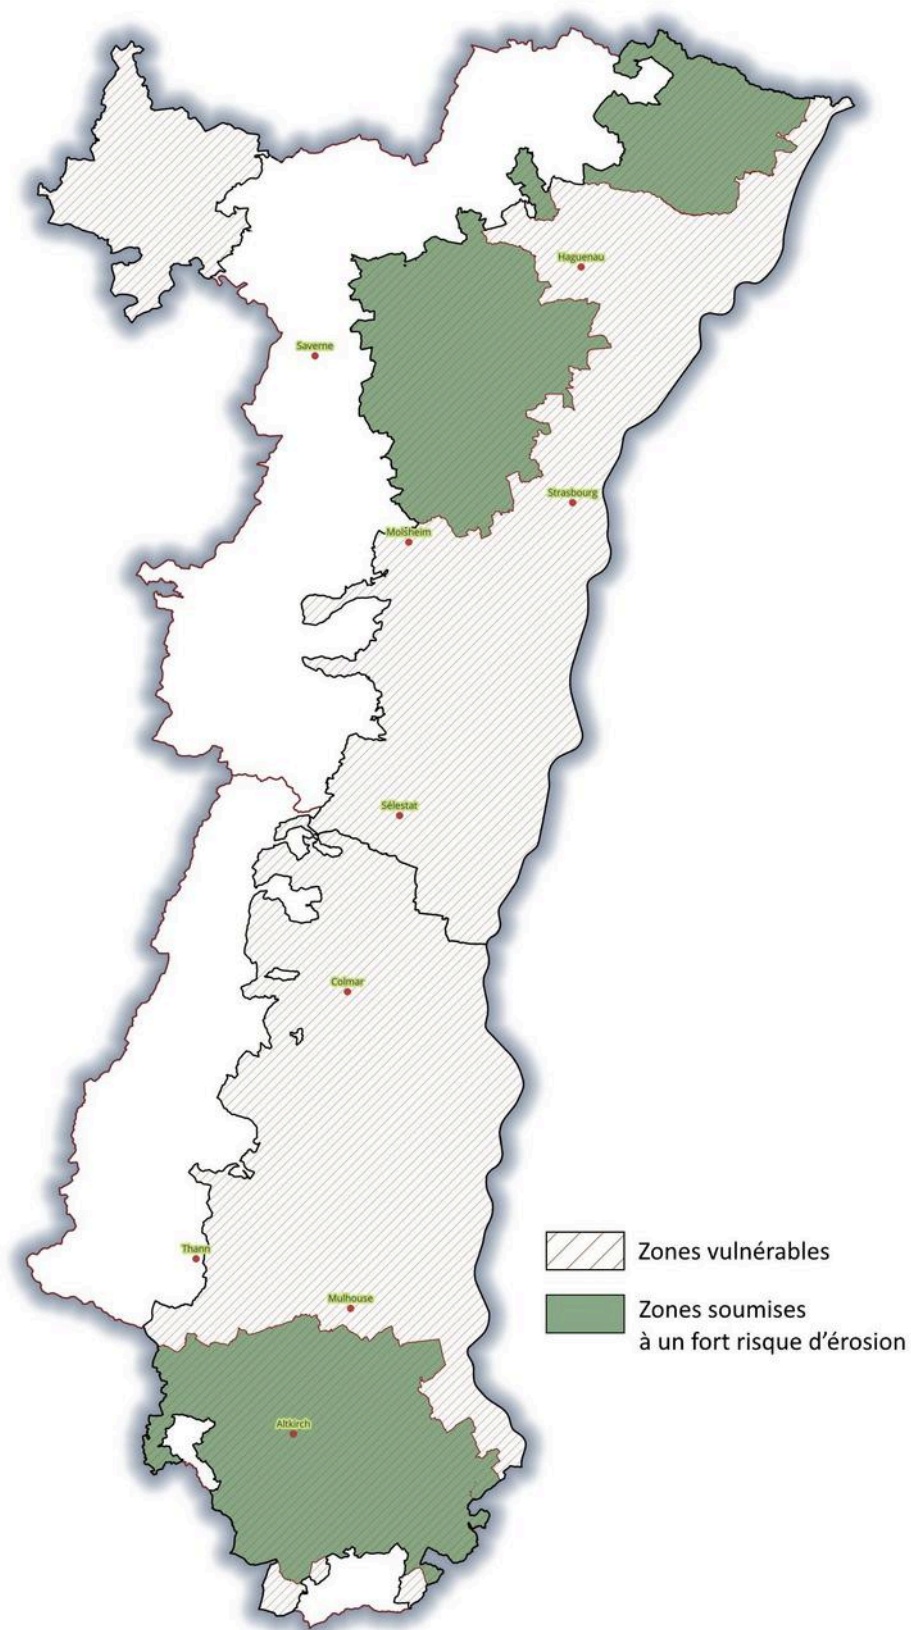 Haguenau
Saverne
Strasbourg
Molsheim
Sélestat
Colmar
Thann
Mulhouse
Altkirch
Zones vulnérables
Zones soumises
à un fort risque d'érosion